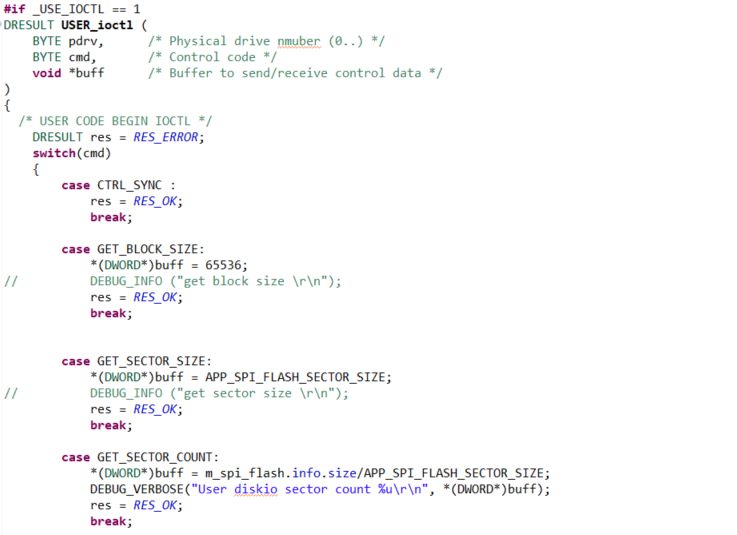 #if _USE_IOCTL == 1
DRESULT USER_ioctl (
    BYTE pdrv,      /* Physical drive nmuber (0..) */
    BYTE cmd,       /* Control code */
    void *buff      /* Buffer to send/receive control data */
)
{
  /* USER CODE BEGIN IOCTL */
    DRESULT res = RES_ERROR;
    switch(cmd)
    {
        case CTRL_SYNC :
            res = RES_OK;
            break;
        case GET_BLOCK_SIZE:
            *(DWORD*)buff = 65536;
//          DEBUG_INFO ("get block size \r\n");
            res = RES_OK;
            break;
        case GET_SECTOR_SIZE:
            *(DWORD*)buff = APP_SPI_FLASH_SECTOR_SIZE;
//          DEBUG_INFO ("get sector size \r\n");
            res = RES_OK;
            break;
        case GET_SECTOR_COUNT:
            *(DWORD*)buff = m_spi_flash.info.size/APP_SPI_FLASH_SECTOR_SIZE;
            DEBUG_VERBOSE("User diskio sector count %u\r\n", *(DWORD*)buff);
            res = RES_OK;
            break;